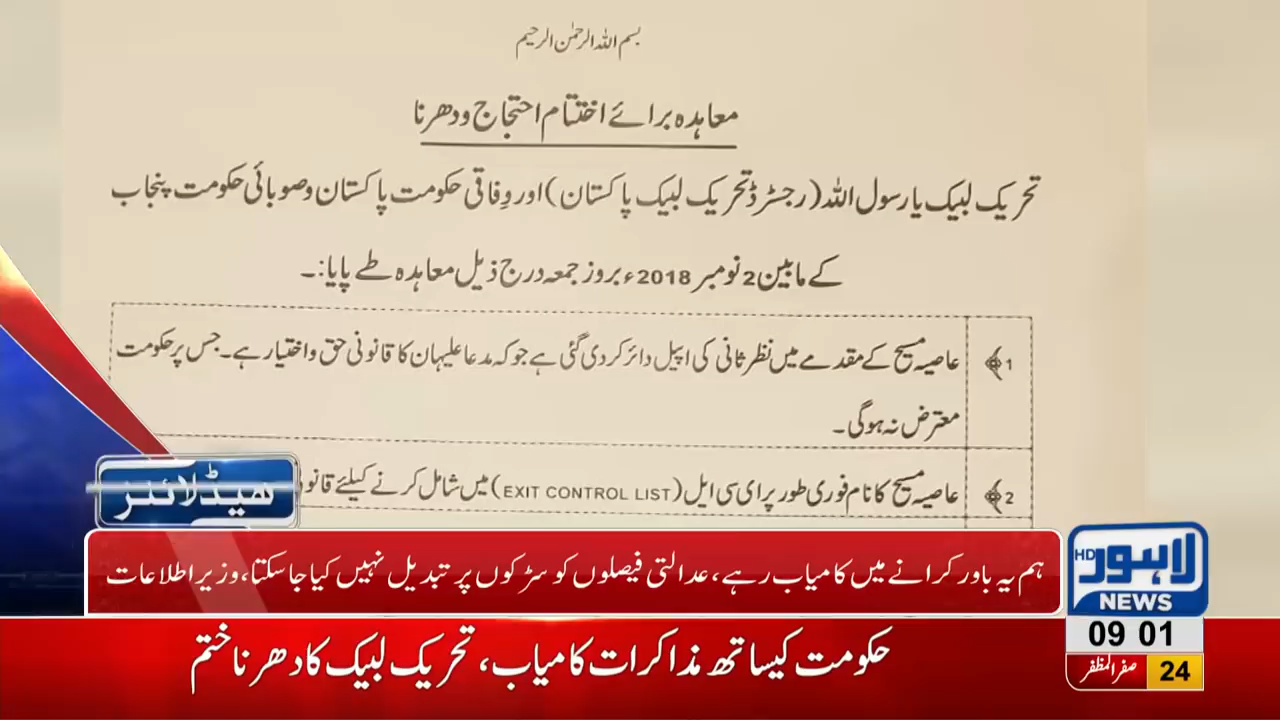 بسم اللہ الرحمٰن الرحیم
معاہدہ برائے اختتام احتجاج ودھرنا
تحریک لبیک یا رسول اللہ (رجسٹرڈ تحریک لبیک پاکستان) اور وِفاقی حکومت پاکستان وصوبائی حکومت پنجاب
کے مابین 2 نومبر 2018ء بروز جمعہ درج ذیل معاہدہ طے پایا:۔
1 عاصیہ مسیح کے مقدمے میں نظر ثانی کی اپیل دائر کردی گئی ہے جو کہ مدعا علیہان کا قانونی حق و اختیار ہے۔ جس پر حکومت
معترض نہ ہوگی۔
2 عاصیہ مسیح کا نام فوری طور پر ای سی ایل (EXIT CONTROL LIST) میں شامل کرنے کیلئے
ہیڈلائنز
ہم یہ باور کرانے میں کامیاب رہے، عدالتی فیصلوں کو سڑکوں پر تبدیل نہیں کیا جاسکتا، وزیر اطلاعات
حکومت کیساتھ مذاکرات کامیاب، تحریک لبیک کا دھرنا ختم
لاہور HD
NEWS
09 01
24 صفر المظفر